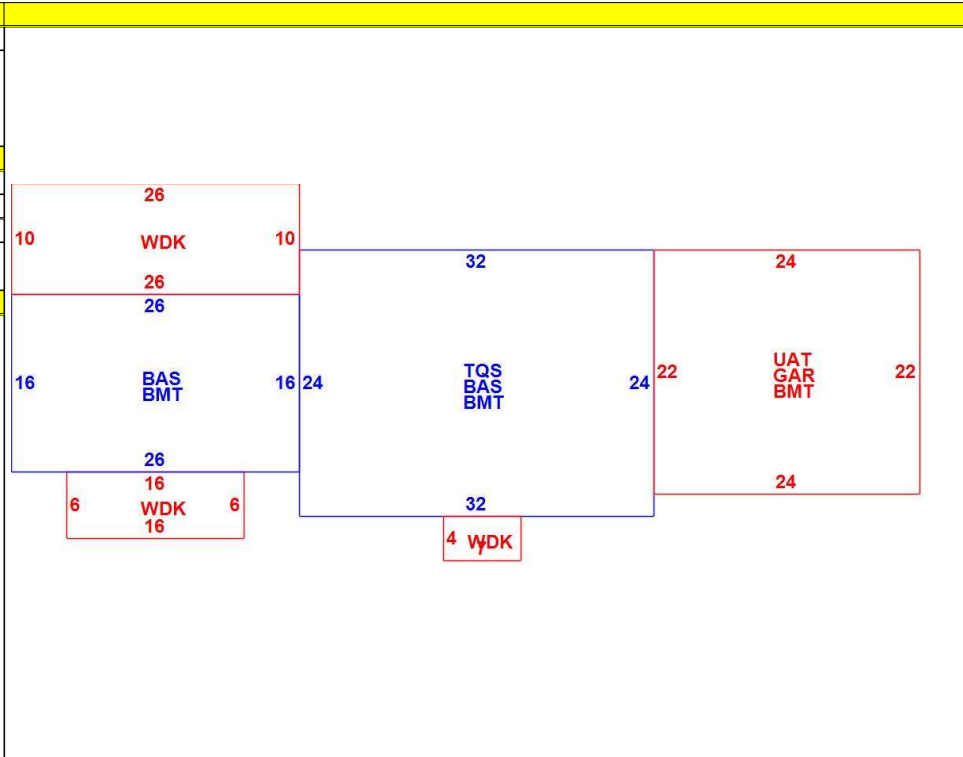 26
10 WDK 10
26
26
16 BAS 16
BMT
26
16
6 WDK 6
16
32
24 TQS 24
BAS
BMT
32
4 WDK
7
24
22 UAT 22
GAR
BMT
24